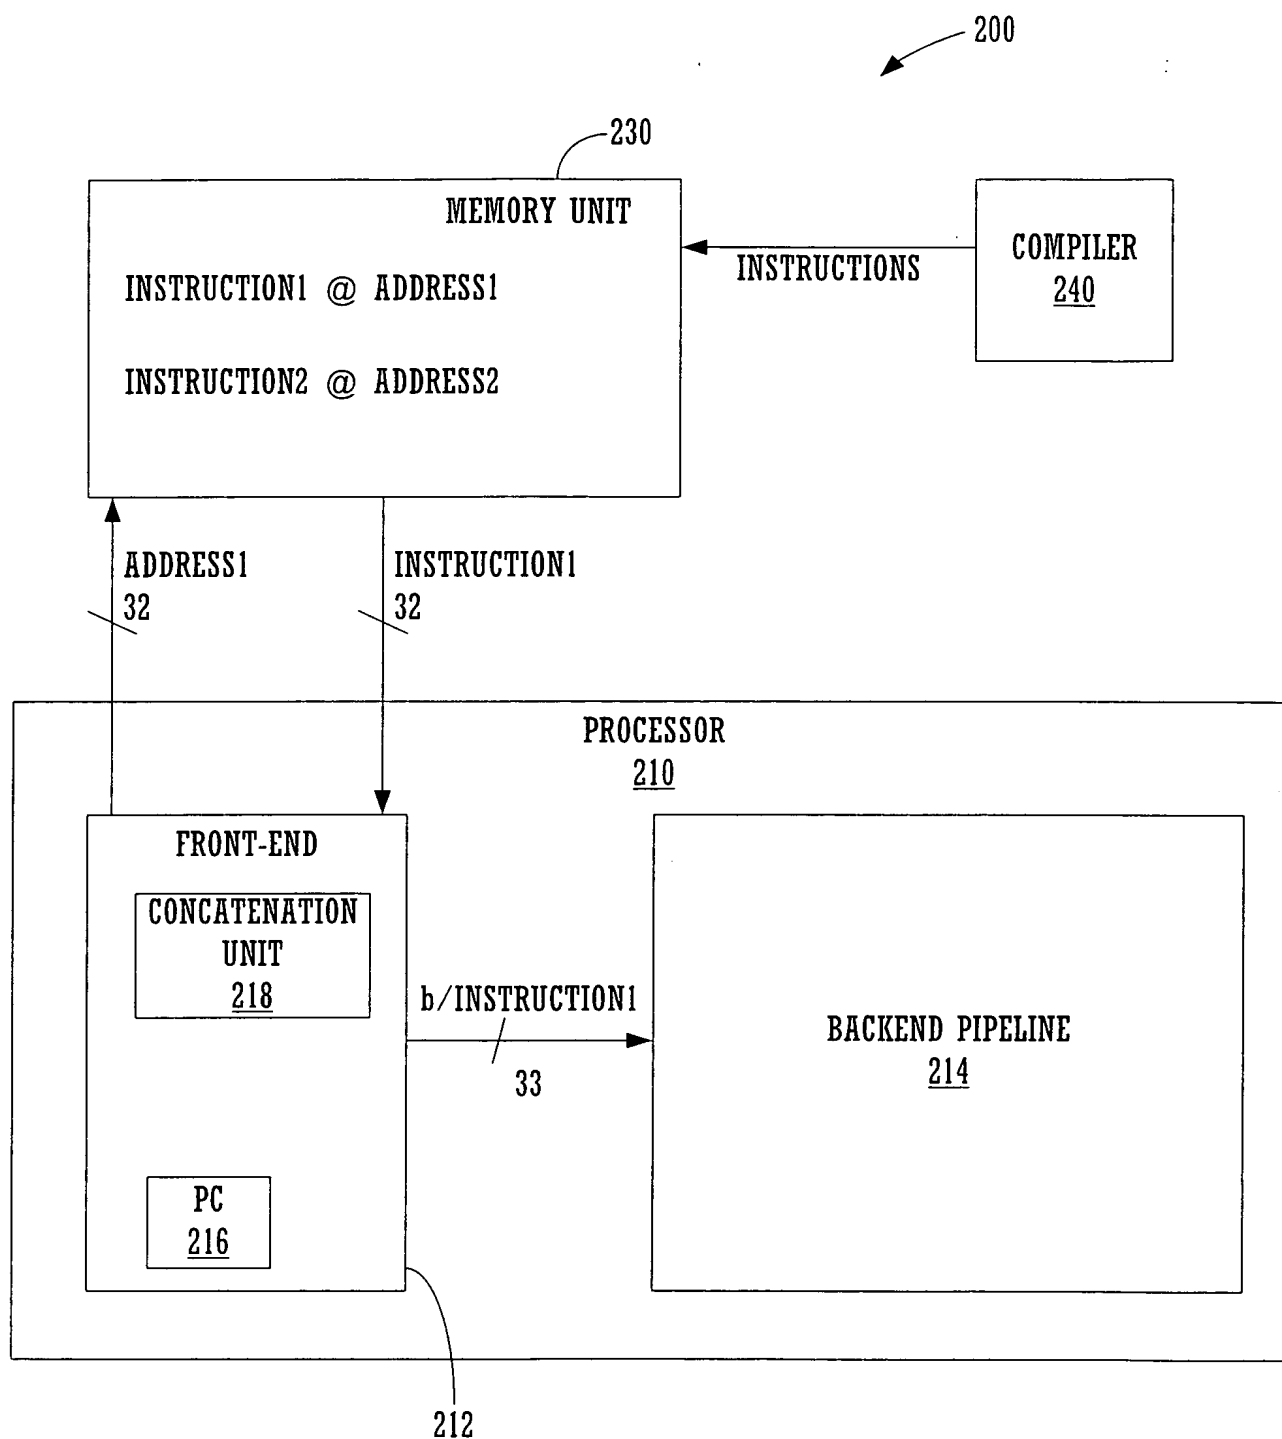 200
230
MEMORY UNIT
INSTRUCTION1 @ ADDRESS1
INSTRUCTION2 @ ADDRESS2
INSTRUCTIONS
COMPILER
240
ADDRESS1
32
INSTRUCTION1
32
PROCESSOR
210
FRONT-END
CONCATENATION
UNIT
218
b/INSTRUCTION1
33
BACKEND PIPELINE
214
PC
216
212